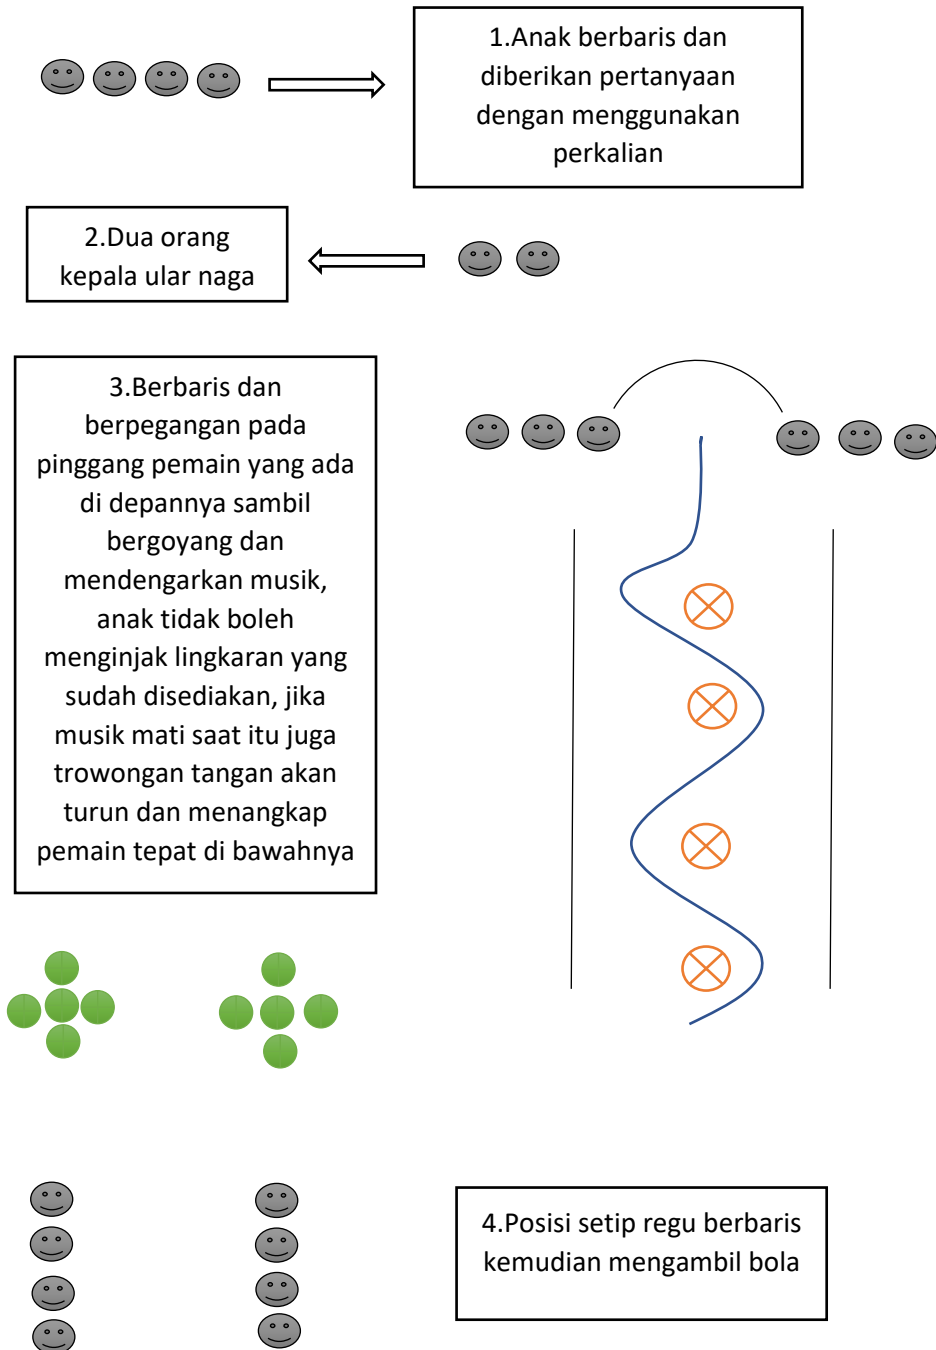 1.Anak berbaris dan
diberikan pertanyaan
dengan menggunakan
perkalian
2.Dua orang
kepala ular naga
3.Berbaris dan
berpegangan pada
pinggang pemain yang ada
di depannya sambil
bergoyang dan
mendengarkan musik,
anak tidak boleh
menginjak lingkaran yang
sudah disediakan, jika
musik mati saat itu juga
trowongan tangan akan
turun dan menangkap
pemain tepat di bawahnya
4.Posisi setip regu berbaris
kemudian mengambil bola